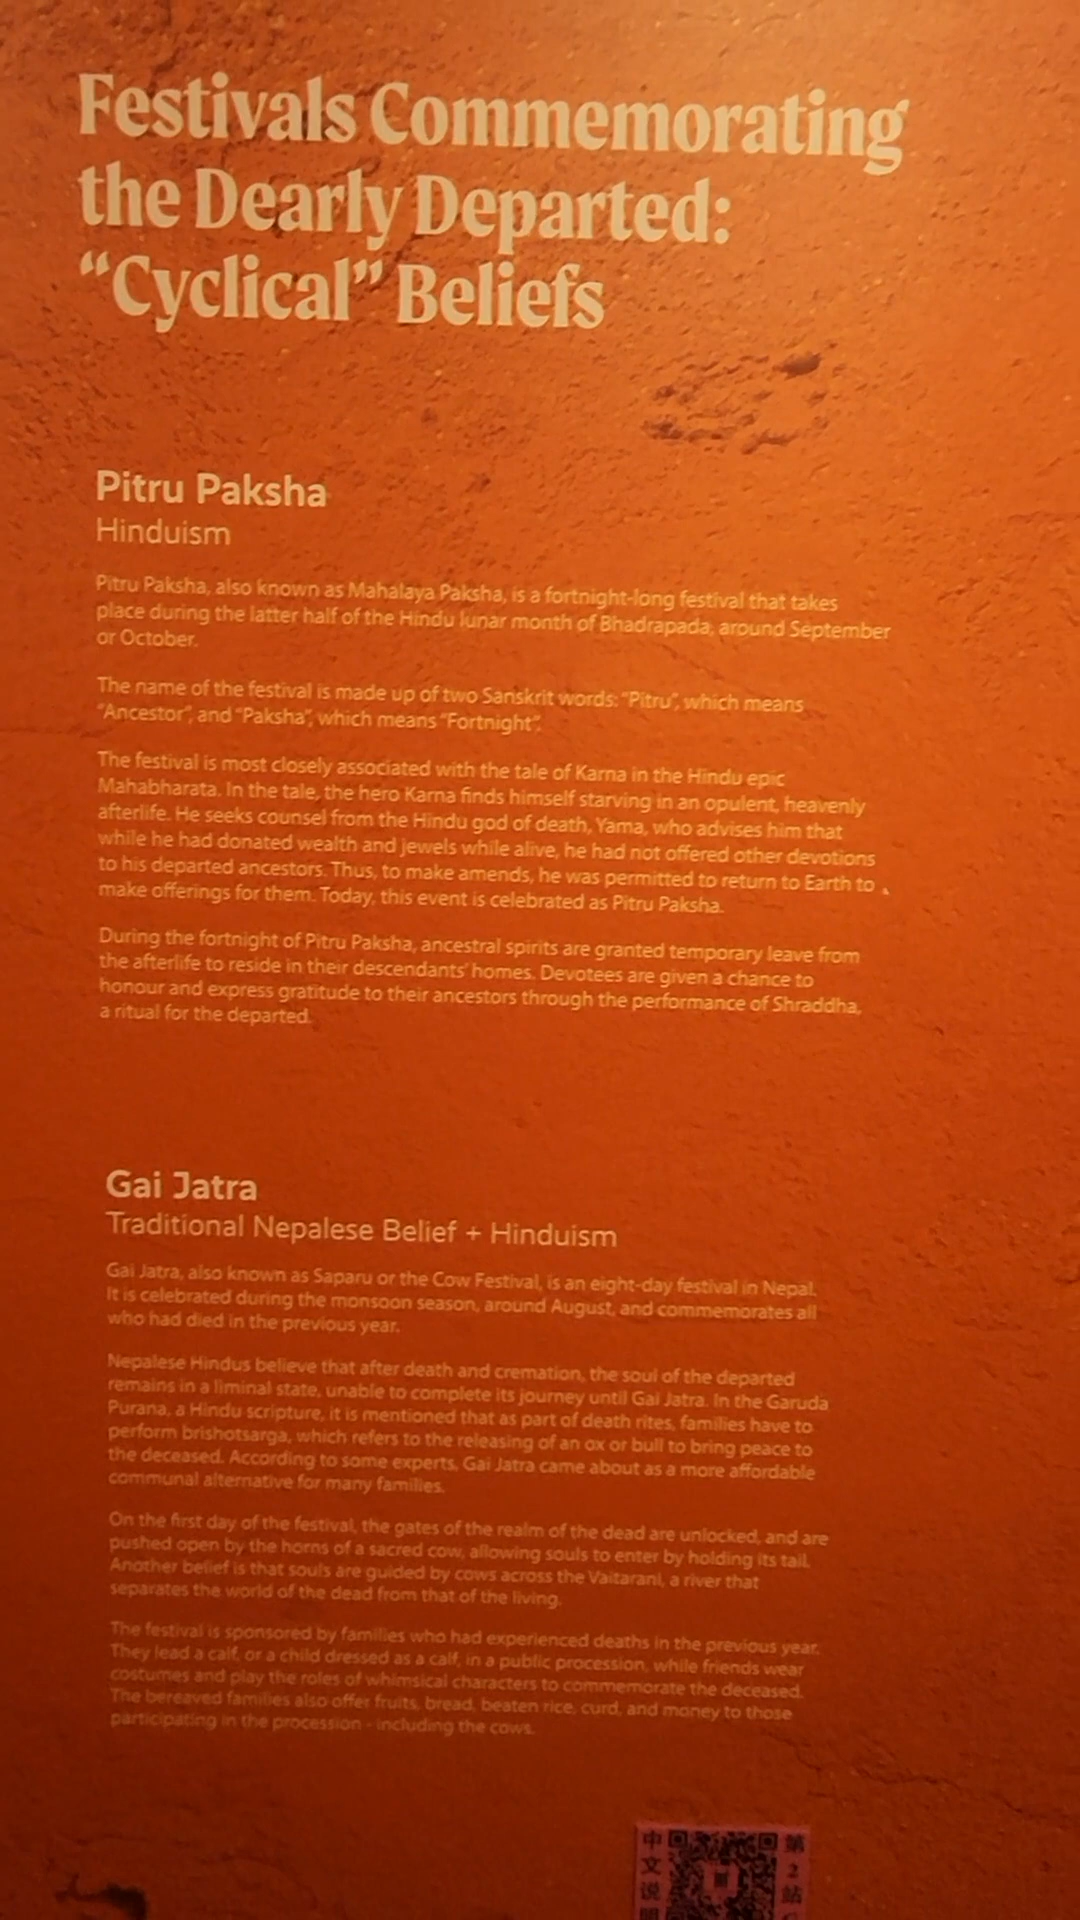 Festivals Commemorating
the Dearly Departed:
“Cyclical” Beliefs
Pitru Paksha
Hinduism
Pitru Paksha, also known as Mahalaya Paksha, is a fortnight-long festival that takes
place during the latter half of the Hindu lunar month of Bhadrapada, around September
or October.
The name of the festival is made up of two Sanskrit words: “Pitru”, which means
“Ancestor”, and “Paksha”, which means “Fortnight”.
The festival is most closely associated with the tale of Karna in the Hindu epic
Mahabharata. In the tale, the hero Karna finds himself starving in an opulent, heavenly
afterlife. He seeks counsel from the Hindu god of death, Yama, who advises him that
while he had donated wealth and jewels while alive, he had not offered other devotions
to his departed ancestors. Thus, to make amends, he was permitted to return to Earth to
make offerings for them. Today, this event is celebrated as Pitru Paksha.
During the fortnight of Pitru Paksha, ancestral spirits are granted temporary leave from
the afterlife to reside in their descendants’ homes. Devotees are given a chance to
honour and express gratitude to their ancestors through the performance of Shraddha,
a ritual for the departed.
Gai Jatra
Traditional Nepalese Belief + Hinduism
Gai Jatra, also known as Saparu or the Cow Festival, is an eight-day festival in Nepal.
It is celebrated during the monsoon season, around August, and commemorates all
who had died in the previous year.
Nepalese Hindus believe that after death and cremation, the soul of the departed
remains in a liminal state, unable to complete its journey until Gai Jatra. In the Garuda
Purana, a Hindu scripture, it is mentioned that as part of death rites, families have to
perform brishotsarga, which refers to the releasing of an ox or bull to bring peace to
the deceased. According to some experts, Gai Jatra came about as a more affordable
communal alternative for many families.
On the first day of the festival, the gates of the realm of the dead are unlocked, and are
pushed open by the horns of a sacred cow, allowing souls to enter by holding its tail.
Another belief is that souls are guided by cows across the Vaitarani, a river that
separates the world of the dead from that of the living.
The festival is sponsored by families who had experienced deaths in the previous year.
They lead a calf, or a child dressed as a calf, in a public procession, while friends wear
costumes and play the roles of whimsical characters to commemorate the deceased.
The bereaved families also offer fruits, bread, beaten rice, curd, and money to those
participating in the procession - including the cows.
中文说明
第2站